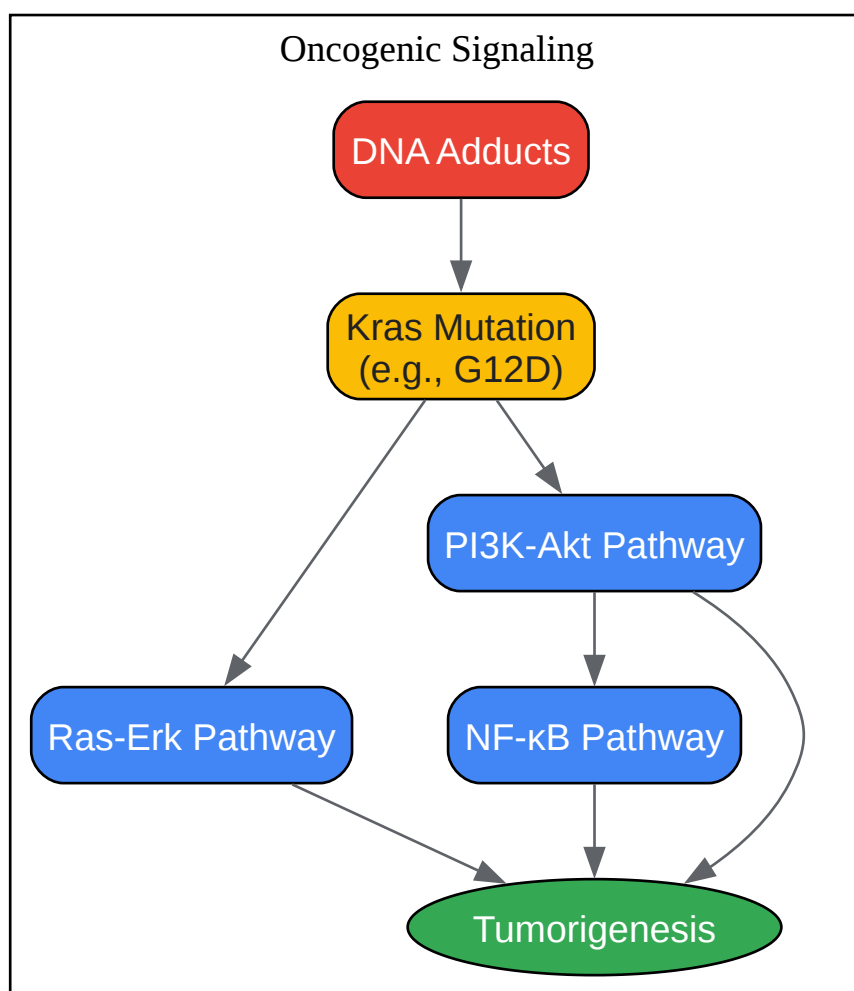 Oncogenic Signaling
DNA Adducts
Kras Mutation
(e.g., G12D)
PI3K-Akt Pathway
Ras-Erk Pathway
NF-κB Pathway
Tumorigenesis